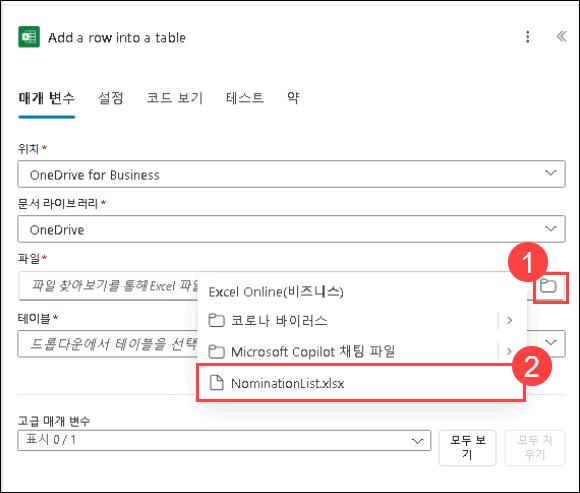 Add a row into a table
매개 변수 설정 코드 보기 테스트 약
위치*
OneDrive for Business
문서 라이브러리*
OneDrive
파일*
1
파일 찾아보기를 통해 Excel 파일
Excel Online(비즈니스)
코로나 바이러스
테이블*
드롭다운에서 테이블을 선택
Microsoft Copilot 채팅 파일
2
NominationList.xlsx
고급 매개 변수
표시 0 / 1
모두 보
기
모두 지
우기